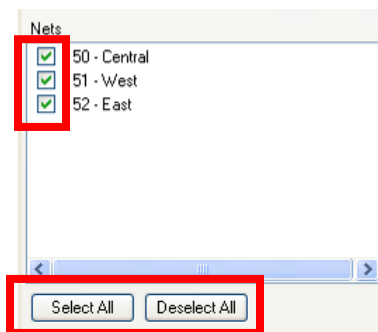 Nets
50 - Central
51 - West
52 - East
Select All Deselect All